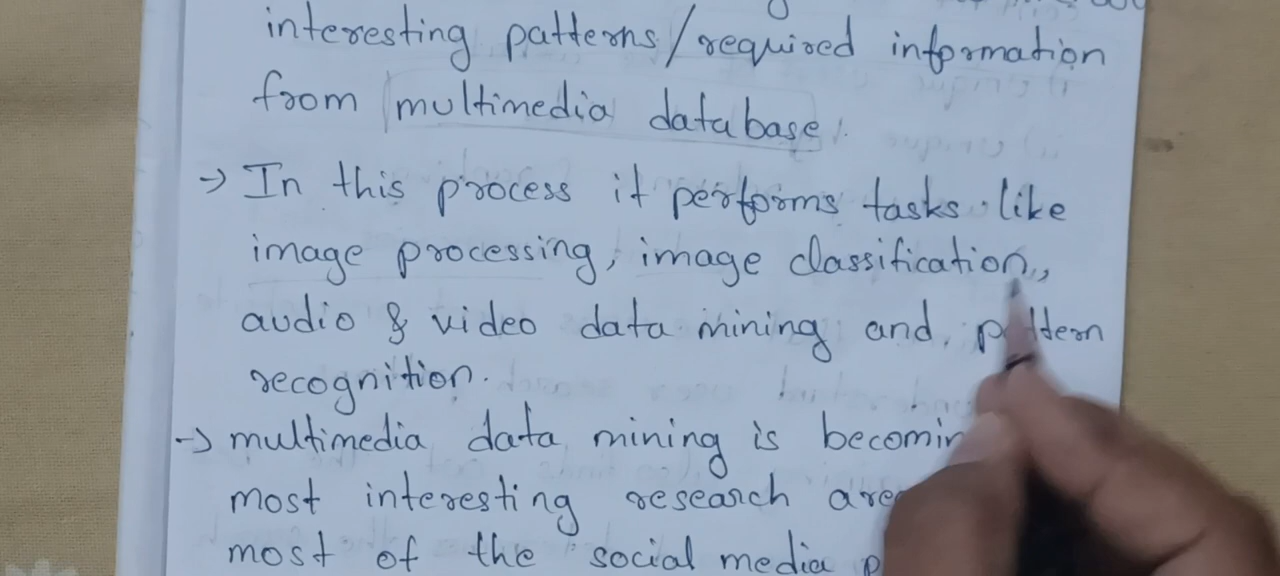 interesting patterns/required information
from multimedia database.
→ In this process it performs tasks like
image processing, image classification,
audio & video data mining and pattern
recognition.
→ multimedia data mining is
most interesting research
most of the social media